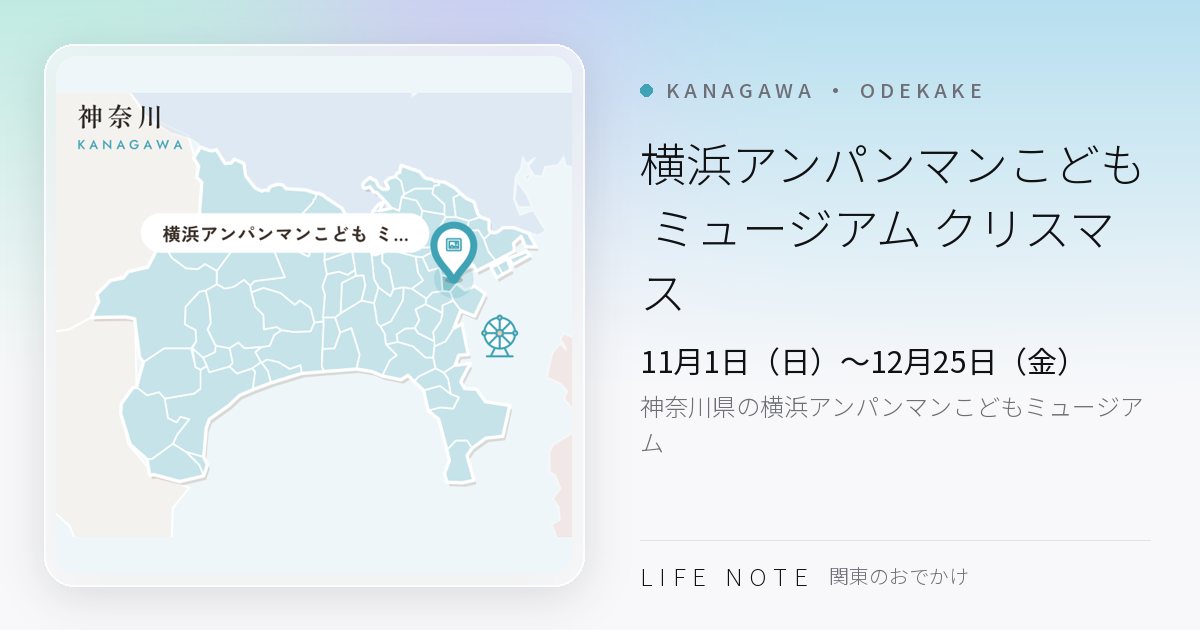 神奈川
KANAGAWA
横浜アンパンマンこども ミ…
KANAGAWA • ODEKAKE
横浜アンパンマンこども
ミュージアム クリスマ
ス
11月1日（日）〜12月25日（金）
神奈川県の横浜アンパンマンこどもミュージア
ム
LIFE NOTE 関東のおでかけ